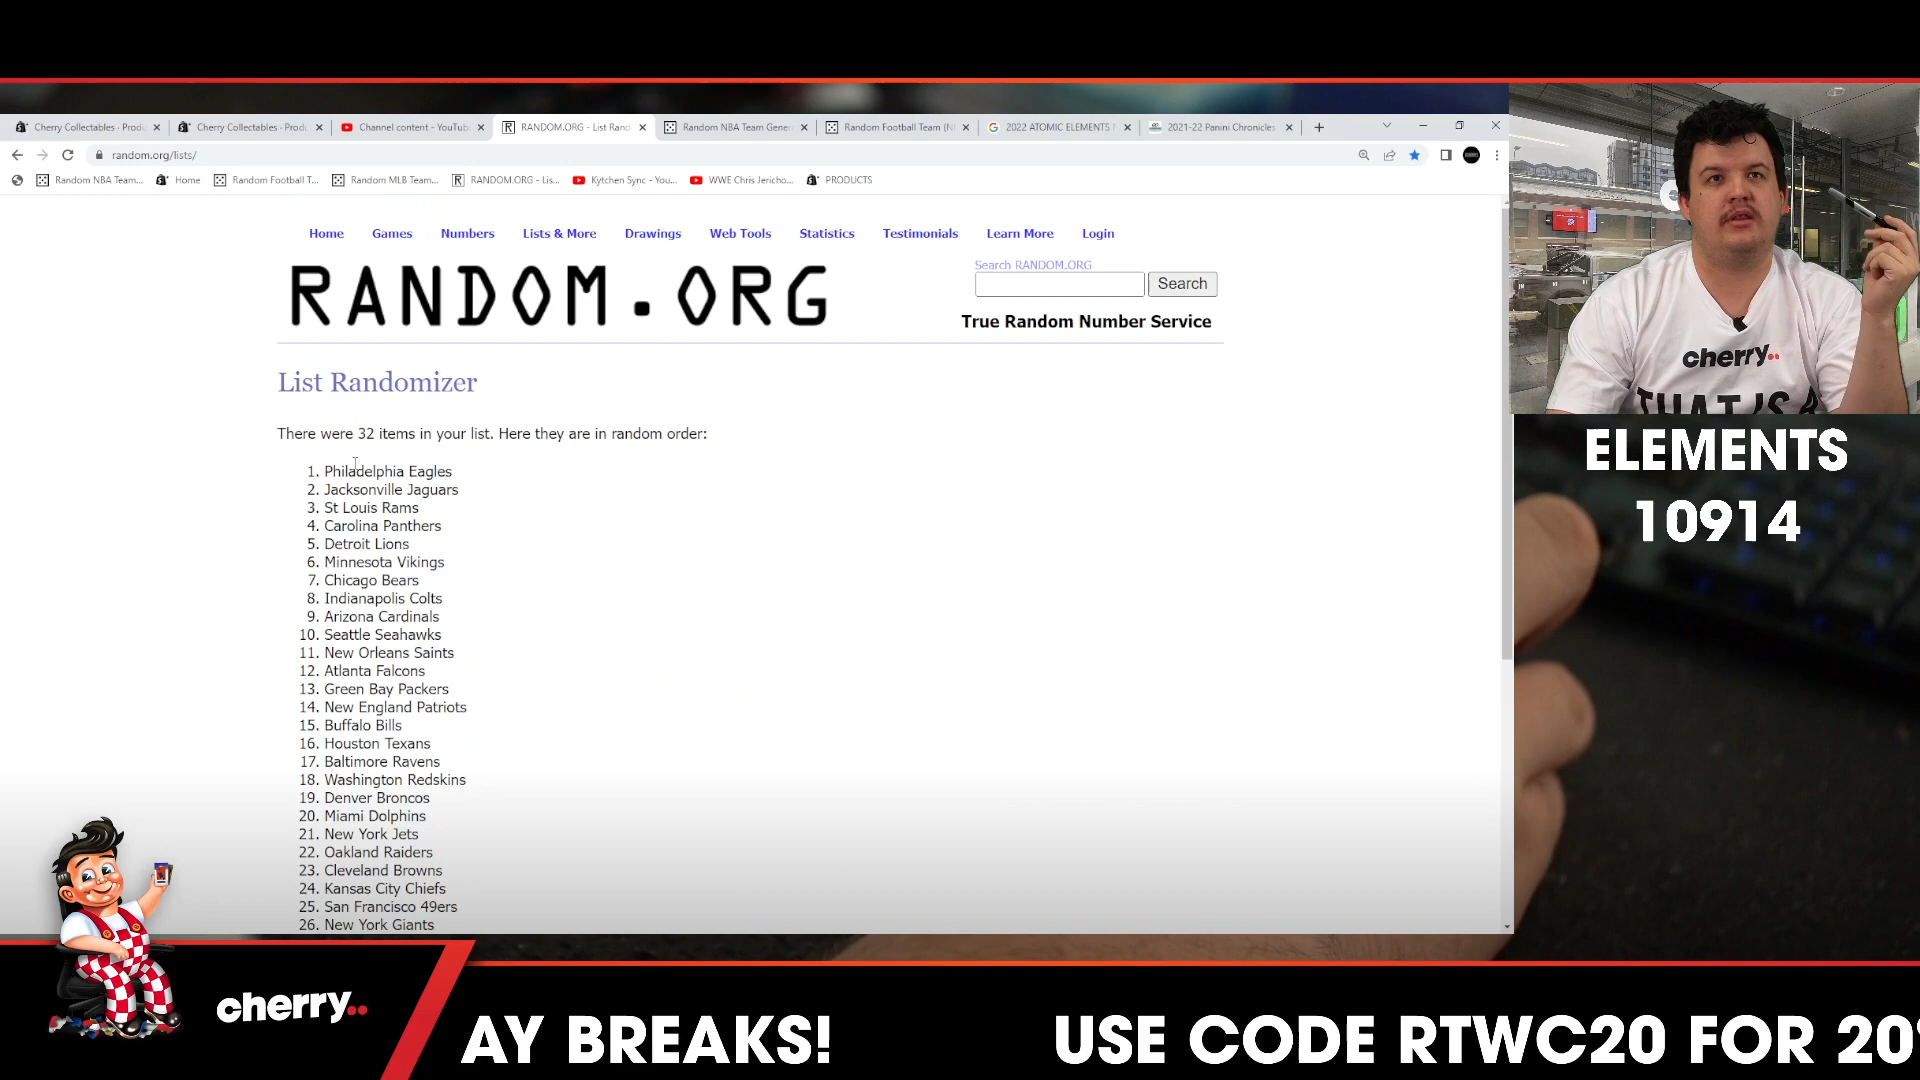 Cherry Collectables - Produ
Cherry Collectables - Produ
Channel content - YouTub
RANDOM.ORG - List Rand
Random NBA Team Gener
Random Football Team (N
2022 ATOMIC ELEMENTS
2021-22 Panini Chronicles
random.org/lists/
Random NBA Team...
Home
Random Football T...
Random MLB Team...
RANDOM.ORG - Lis...
Kytchen Sync - You...
WWE Chris Jericho...
PRODUCTS
Home
Games
Numbers
Lists & More
Drawings
Web Tools
Statistics
Testimonials
Learn More
Login
Search RANDOM.ORG
RANDOM.ORG
Search
True Random Number Service
List Randomizer
There were 32 items in your list. Here they are in random order:
1. Philadelphia Eagles
2. Jacksonville Jaguars
3. St Louis Rams
4. Carolina Panthers
5. Detroit Lions
6. Minnesota Vikings
7. Chicago Bears
8. Indianapolis Colts
9. Arizona Cardinals
10. Seattle Seahawks
11. New Orleans Saints
12. Atlanta Falcons
13. Green Bay Packers
14. New England Patriots
15. Buffalo Bills
16. Houston Texans
17. Baltimore Ravens
18. Washington Redskins
19. Denver Broncos
20. Miami Dolphins
21. New York Jets
22. Oakland Raiders
23. Cleveland Browns
24. Kansas City Chiefs
25. San Francisco 49ers
26. New York Giants
cherry..
THAT IS A
ELEMENTS
10914
cherry..
AY BREAKS!
USE CODE RTWC20 FOR 20%